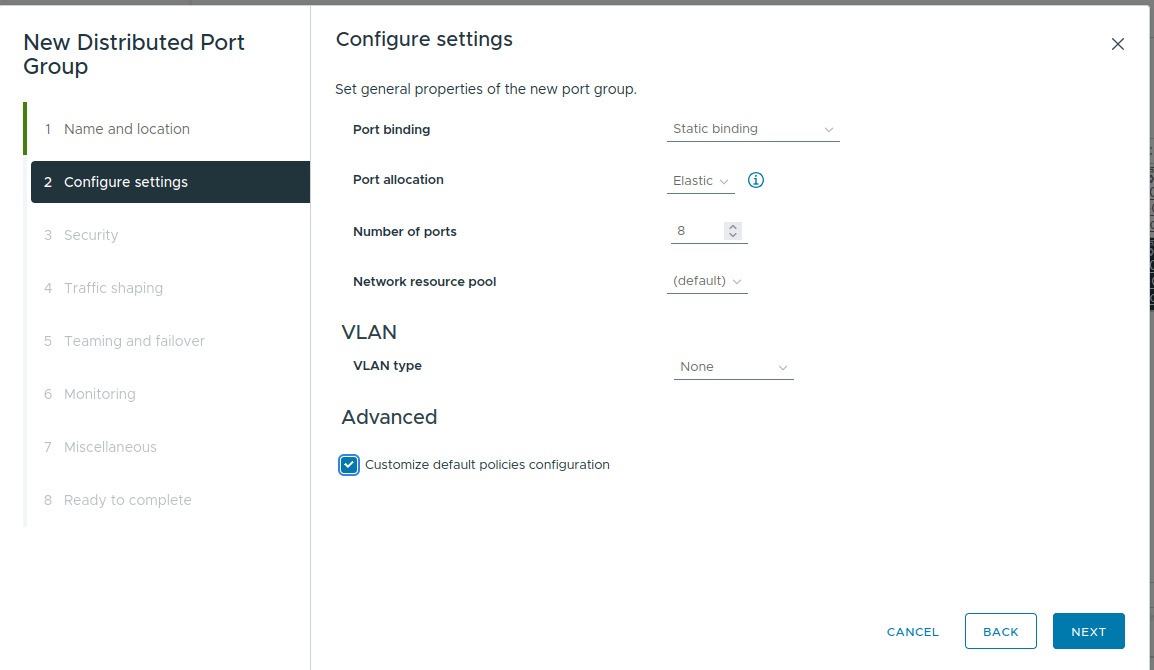 New Distributed Port
Group
1 Name and location
2 Configure settings
3 Security
4 Traffic shaping
5 Teaming and failover
6 Monitoring
7 Miscellaneous
8 Ready to complete
Configure settings
Set general properties of the new port group.
Port binding
Static binding
Port allocation
Elastic
Number of ports
8
Network resource pool
(default)
VLAN
VLAN type
None
Advanced
Customize default policies configuration
CANCEL
BACK
NEXT